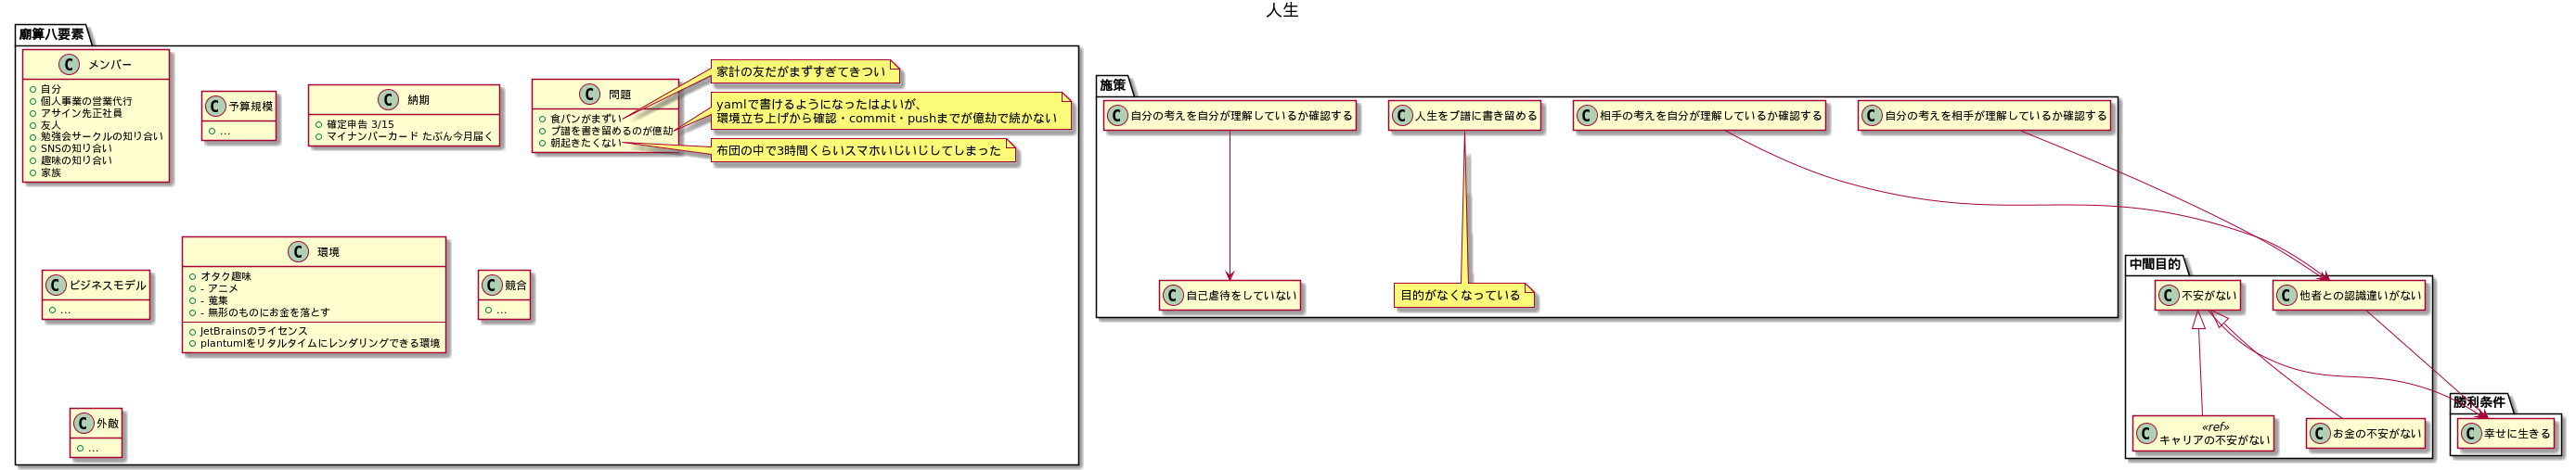 人生
廟算八要素
C メンバー
自分
個人事業の営業代行
アサイン先正社員
友人
勉強会サークルの知り合い
SNSの知り合い
趣味の知り合い
家族
C 予算規模
...
C 納期
確定申告 3/15
マイナンバーカード たぶん今月届く
C 問題
食パンがまずい
プ譜を書き留めるのが億劫
朝起きたくない
家計の友だがまずすぎてきつい
yamlで書けるようになったはよいが、
環境立ち上げから確認・commit・pushまでが億劫で続かない
布団の中で3時間くらいスマホいじいじしてしまった
C ビジネスモデル
...
C 環境
オタク趣味
- アニメ
- 蒐集
- 無形のものにお金を落とす
JetBrainsのライセンス
plantumlをリタルタイムにレンダリングできる環境
C 競合
...
C 外敵
...
施策
C 自分の考えを自分が理解しているか確認する
C 人生をプ譜に書き留める
C 相手の考えを自分が理解しているか確認する
C 自分の考えを相手が理解しているか確認する
C 自己虐待をしていない
目的がなくなっている
中間目的
C 不安がない
C 他者との認識違いがない
C «ref»
キャリアの不安がない
C お金の不安がない
勝利条件
C 幸せに生きる